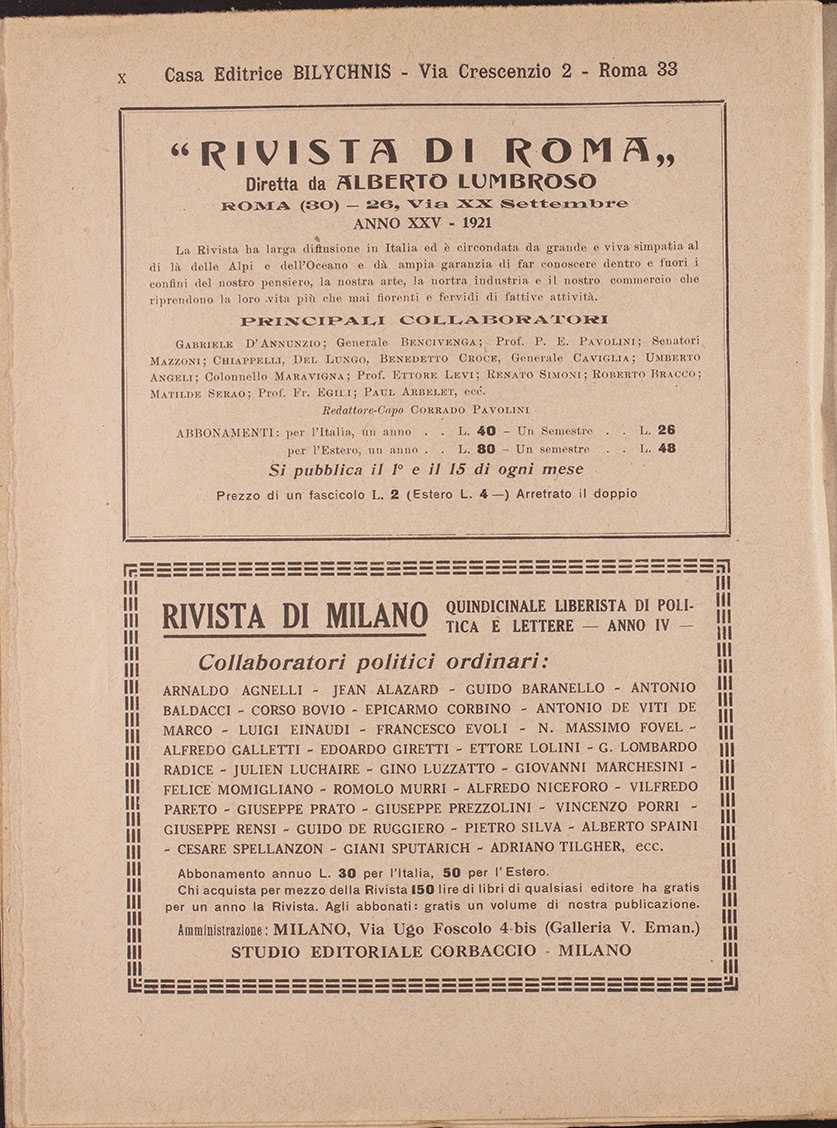 x Casa Editrice BILYCHNIS - Via Crescenzio 2 - Roma 33
“RIVISTA DI ROMA„
Diretta da ALBERTO LUMBROSO
ROMA (30) — 26, Via XX Settembre
ANNO XXV - 1921
La Rivista ha larga diffusione in Italia ed è circondata da grande e viva simpatia al
di là delle Alpi e dell'Oceano e dà ampia garanzia di far conoscere dentro e fuori i
confini del nostro pensiero, la nostra arte, la nortra industria e il nostro commercio che
riprendono la loro vita più che mai fiorenti e fervidi di fattive attività.
PRINCIPALI COLLABORATORI
GABRIELE D'ANNUNZIO; Generale BENCIVENGA; Prof. P. E. PAVOLINI; Senatori
MAZZONI; CHIAPPELLI, DEL LUNGO, BENEDETTO CROCE, Generale CAVIGLIA; UMBERTO
ANGELI; Colonnello MARAVIGNA; Prof. ETTORE LEVI; RENATO SIMONI; ROBERTO BRACCO;
MATILDE SERAO; Prof. FR. EGIDI; PAUL ARBELET, ecc.
Redattore-Capo CORRADO PAVOLINI
ABBONAMENTI: per l'Italia, un anno . . L. 40 - Un Semestre . . L. 26
per l'Estero, un anno . . L. 80 - Un semestre . . L. 48
Si pubblica il 1° e il 15 di ogni mese
Prezzo di un fascicolo L. 2 (Estero L. 4 —) Arretrato il doppio
RIVISTA DI MILANO QUINDICINALE LIBERISTA DI POLI-
TICA E LETTERE — ANNO IV —
Collaboratori politici ordinari:
ARNALDO AGNELLI - JEAN ALAZARD - GUIDO BARANELLO - ANTONIO
BALDACCI - CORSO BOVIO - EPICARMO CORBINO - ANTONIO DE VITI DE
MARCO - LUIGI EINAUDI - FRANCESCO EVOLI - N. MASSIMO FOVEL -
ALFREDO GALLETTI - EDOARDO GIRETTI - ETTORE LOLINI - G. LOMBARDO
RADICE - JULIEN LUCHAIRE - GINO LUZZATTO - GIOVANNI MARCHESINI -
FELICE MOMIGLIANO - ROMOLO MURRI - ALFREDO NICEFORO - VILFREDO
PARETO - GIUSEPPE PRATO - GIUSEPPE PREZZOLINI - VINCENZO PORRI -
GIUSEPPE RENSI - GUIDO DE RUGGIERO - PIETRO SILVA - ALBERTO SPAINI
- CESARE SPELLANZON - GIANI SPUTARICH - ADRIANO TILGHER, ecc.
Abbonamento annuo L. 30 per l'Italia, 50 per l'Estero.
Chi acquista per mezzo della Rivista 150 lire di libri di qualsiasi editore ha gratis
per un anno la Rivista. Agli abbonati: gratis un volume di nostra publicazione.
Amministrazione: MILANO, Via Ugo Foscolo 4-bis (Galleria V. Eman.)
STUDIO EDITORIALE CORBACCIO - MILANO